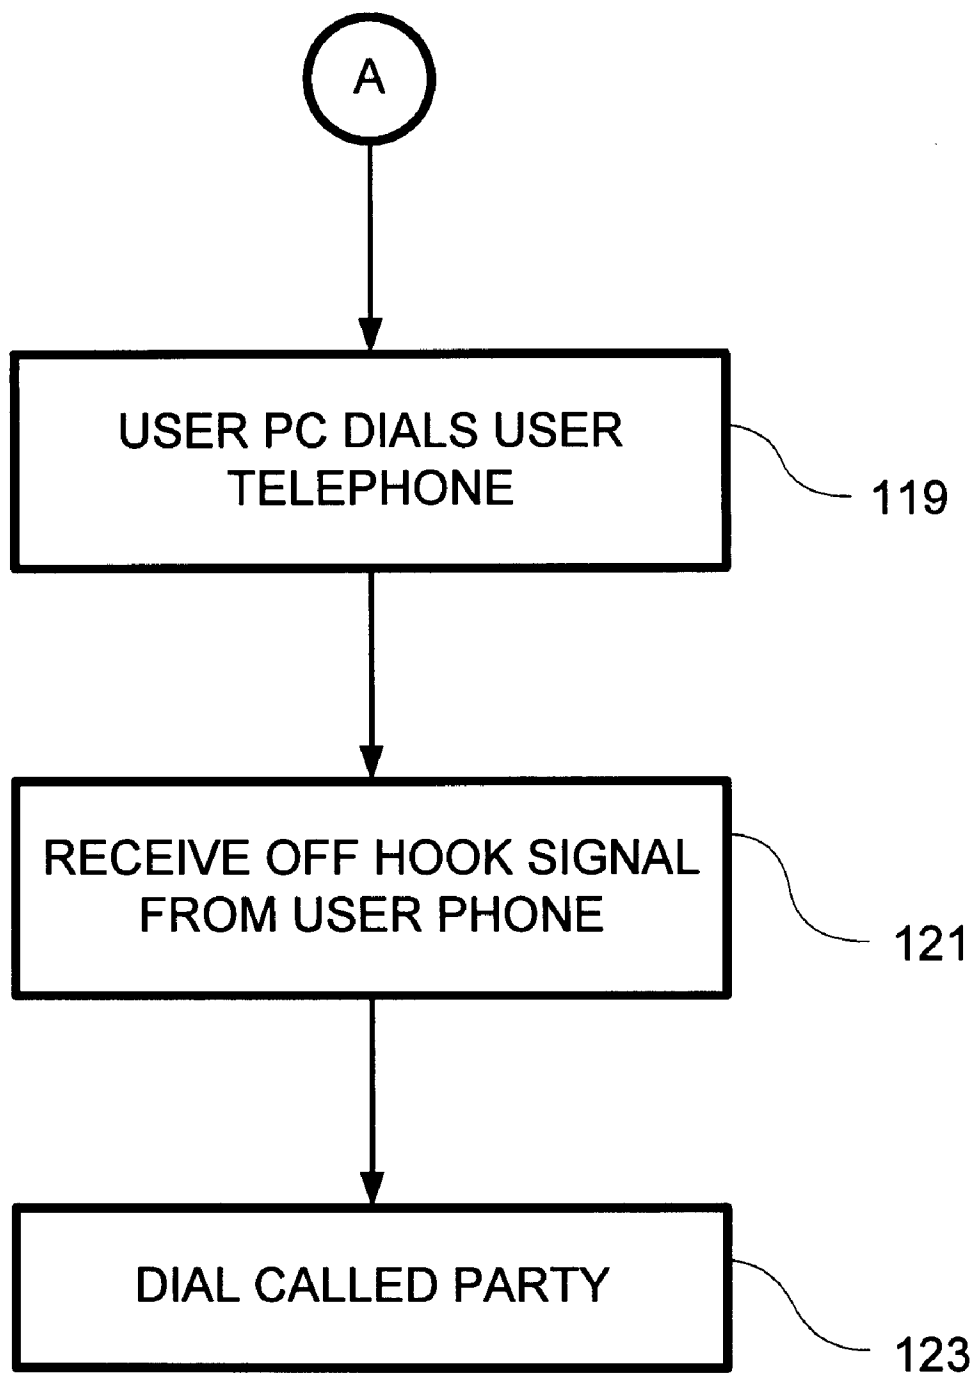 A
USER PC DIALS USER
TELEPHONE
119
RECEIVE OFF HOOK SIGNAL
FROM USER PHONE
121
DIAL CALLED PARTY
123